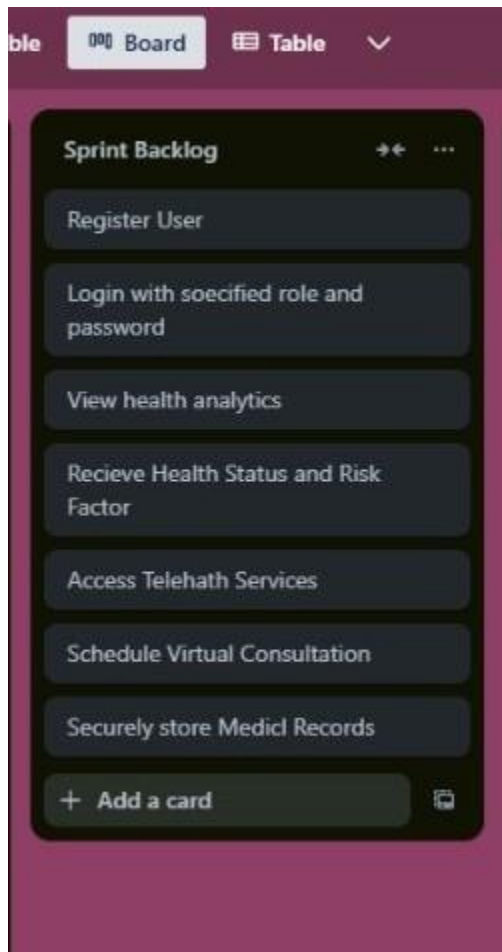 ble Board Table
Sprint Backlog
Register User
Login with soecified role and
password
View health analytics
Recieve Health Status and Risk
Factor
Access Telehath Services
Schedule Virtual Consultation
Securely store Medicl Records
+ Add a card